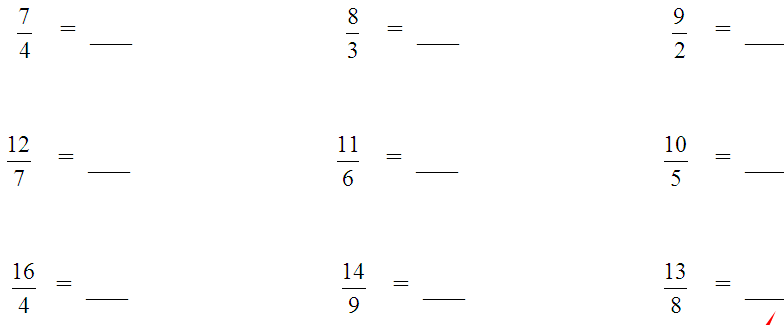 7/4 = ___ 8/3 = ___ 9/2 = ___
12/7 = ___ 11/6 = ___ 10/5 = ___
16/4 = ___ 14/9 = ___ 13/8 = ___